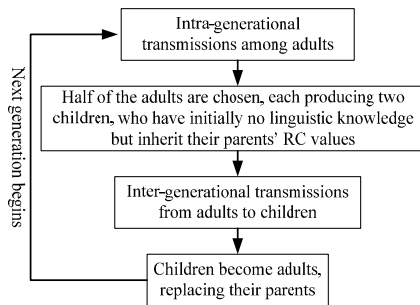 Intra-generational
transmissions among adults
Half of the adults are chosen, each producing two
children, who have initially no linguistic knowledge
but inherit their parents' RC values
Inter-generational transmissions
from adults to children
Children become adults,
replacing their parents
Next generation begins